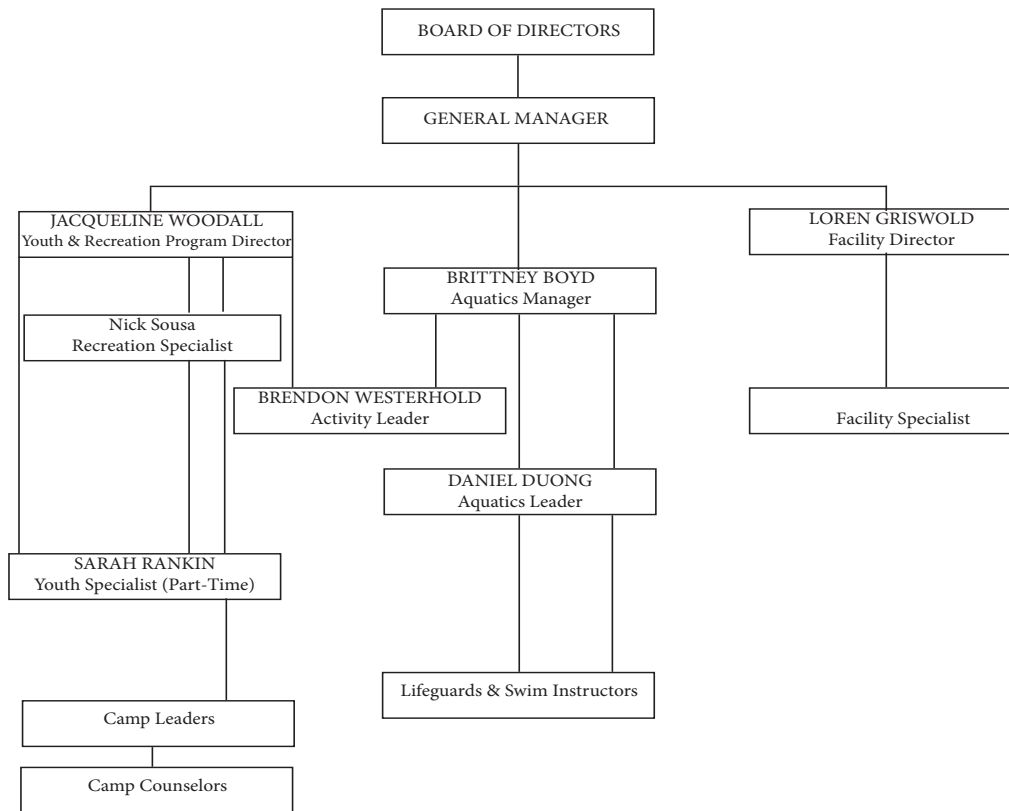 BOARD OF DIRECTORS
GENERAL MANAGER
JACQUELINE WOODALL
Youth & Recreation Program Director
LOREN GRISWOLD
Facility Director
BRITTNEY BOYD
Aquatics Manager
Nick Sousa
Recreation Specialist
BRENDON WESTERHOLD
Activity Leader
Facility Specialist
DANIEL DUONG
Aquatics Leader
SARAH RANKIN
Youth Specialist (Part-Time)
Lifeguards & Swim Instructors
Camp Leaders
Camp Counselors